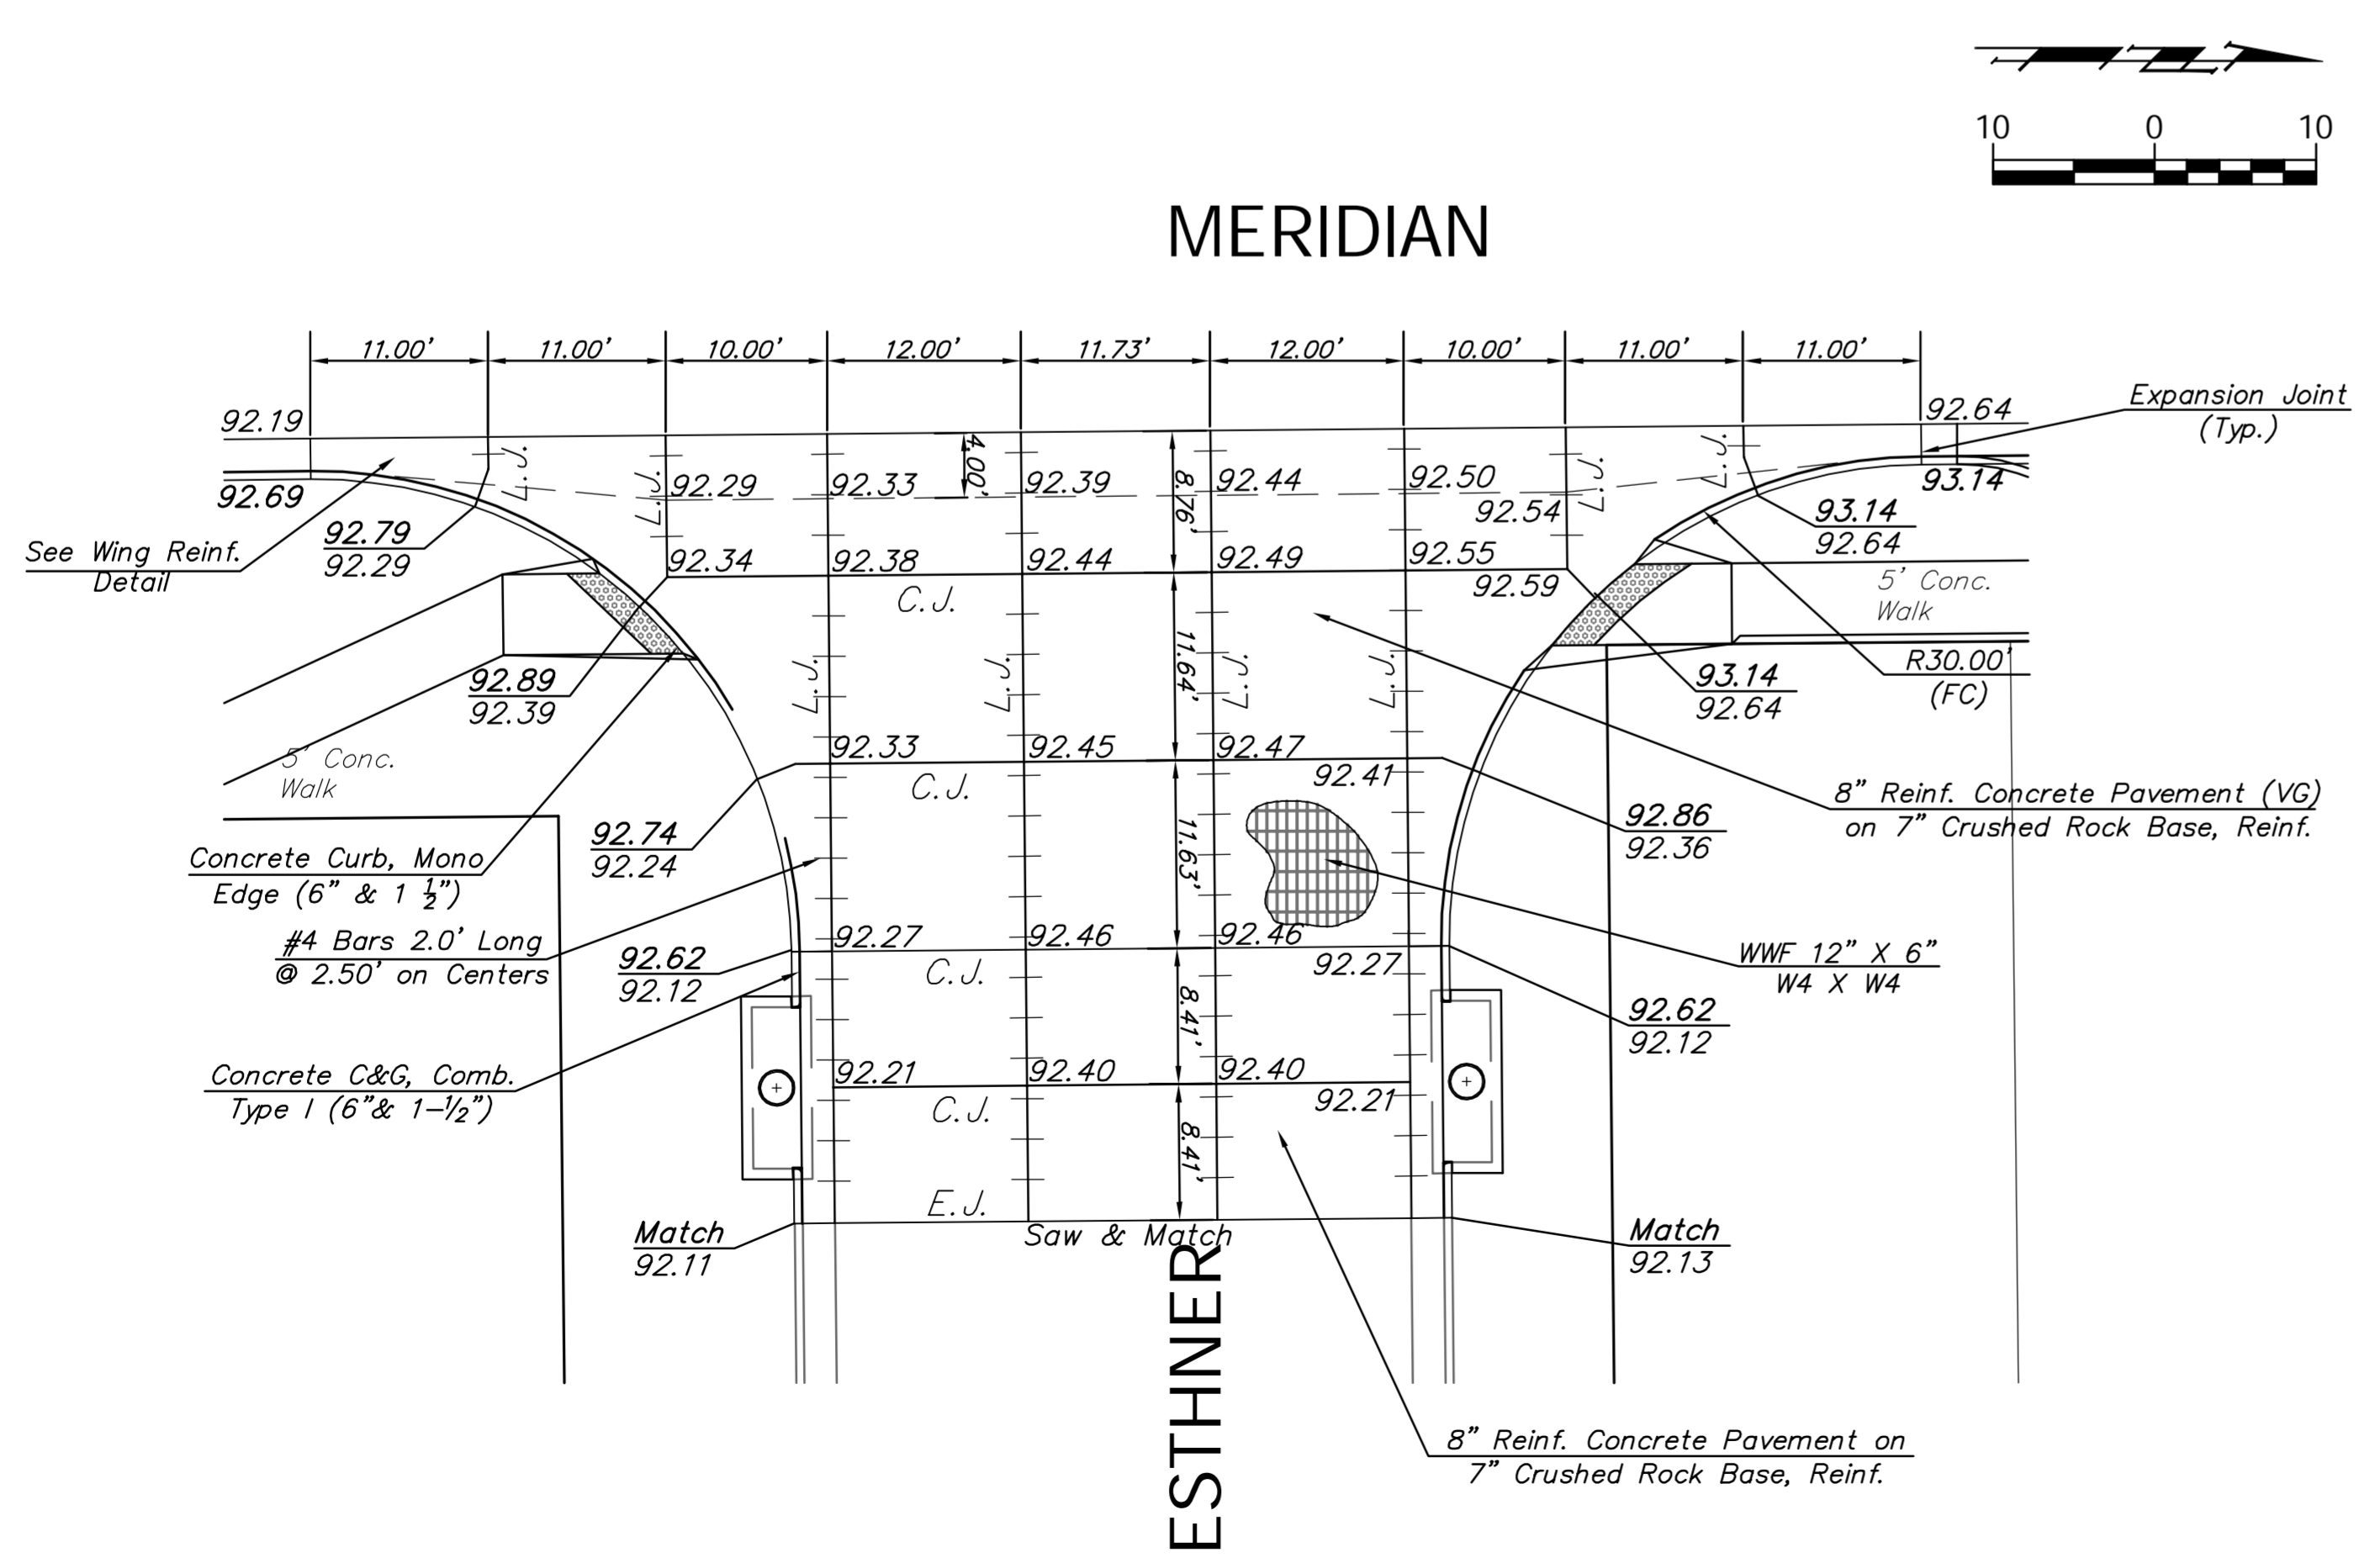 10 0 10
MERIDIAN
11.00' 11.00' 10.00' 12.00' 11.73' 12.00' 10.00' 11.00' 11.00'
92.19
92.64
Expansion Joint
(Typ.)
4.00'
L.J.
L.J.
L.J.
L.J.
92.29 92.33 92.39 8.76' 92.44 92.50
92.69
93.14
92.54
92.79
92.29
93.14
92.64
See Wing Reinf.
Detail
92.34 92.38 92.44 92.49 92.55
92.59
C.J.
5' Conc.
Walk
11.64'
L.J.
L.J.
L.J.
L.J.
R30.00'
(FC)
92.89
92.39
93.14
92.64
5' Conc.
Walk
92.33 92.45 92.47
92.41
C.J.
8" Reinf. Concrete Pavement (VG)
on 7" Crushed Rock Base, Reinf.
92.74
92.24
11.63'
92.86
92.36
Concrete Curb, Mono
Edge (6" & 1 1/2")
#4 Bars 2.0' Long
@ 2.50' on Centers
92.27 92.46 92.46
92.27
C.J.
WWF 12" X 6"
W4 X W4
92.62
92.12
8.41'
92.62
92.12
Concrete C&G, Comb.
Type I (6"& 1-1/2")
92.21 92.40 92.40
92.21
C.J.
8.41'
E.J.
Saw & Match
Match
92.11
Match
92.13
ESTHNER
8" Reinf. Concrete Pavement on
7" Crushed Rock Base, Reinf.